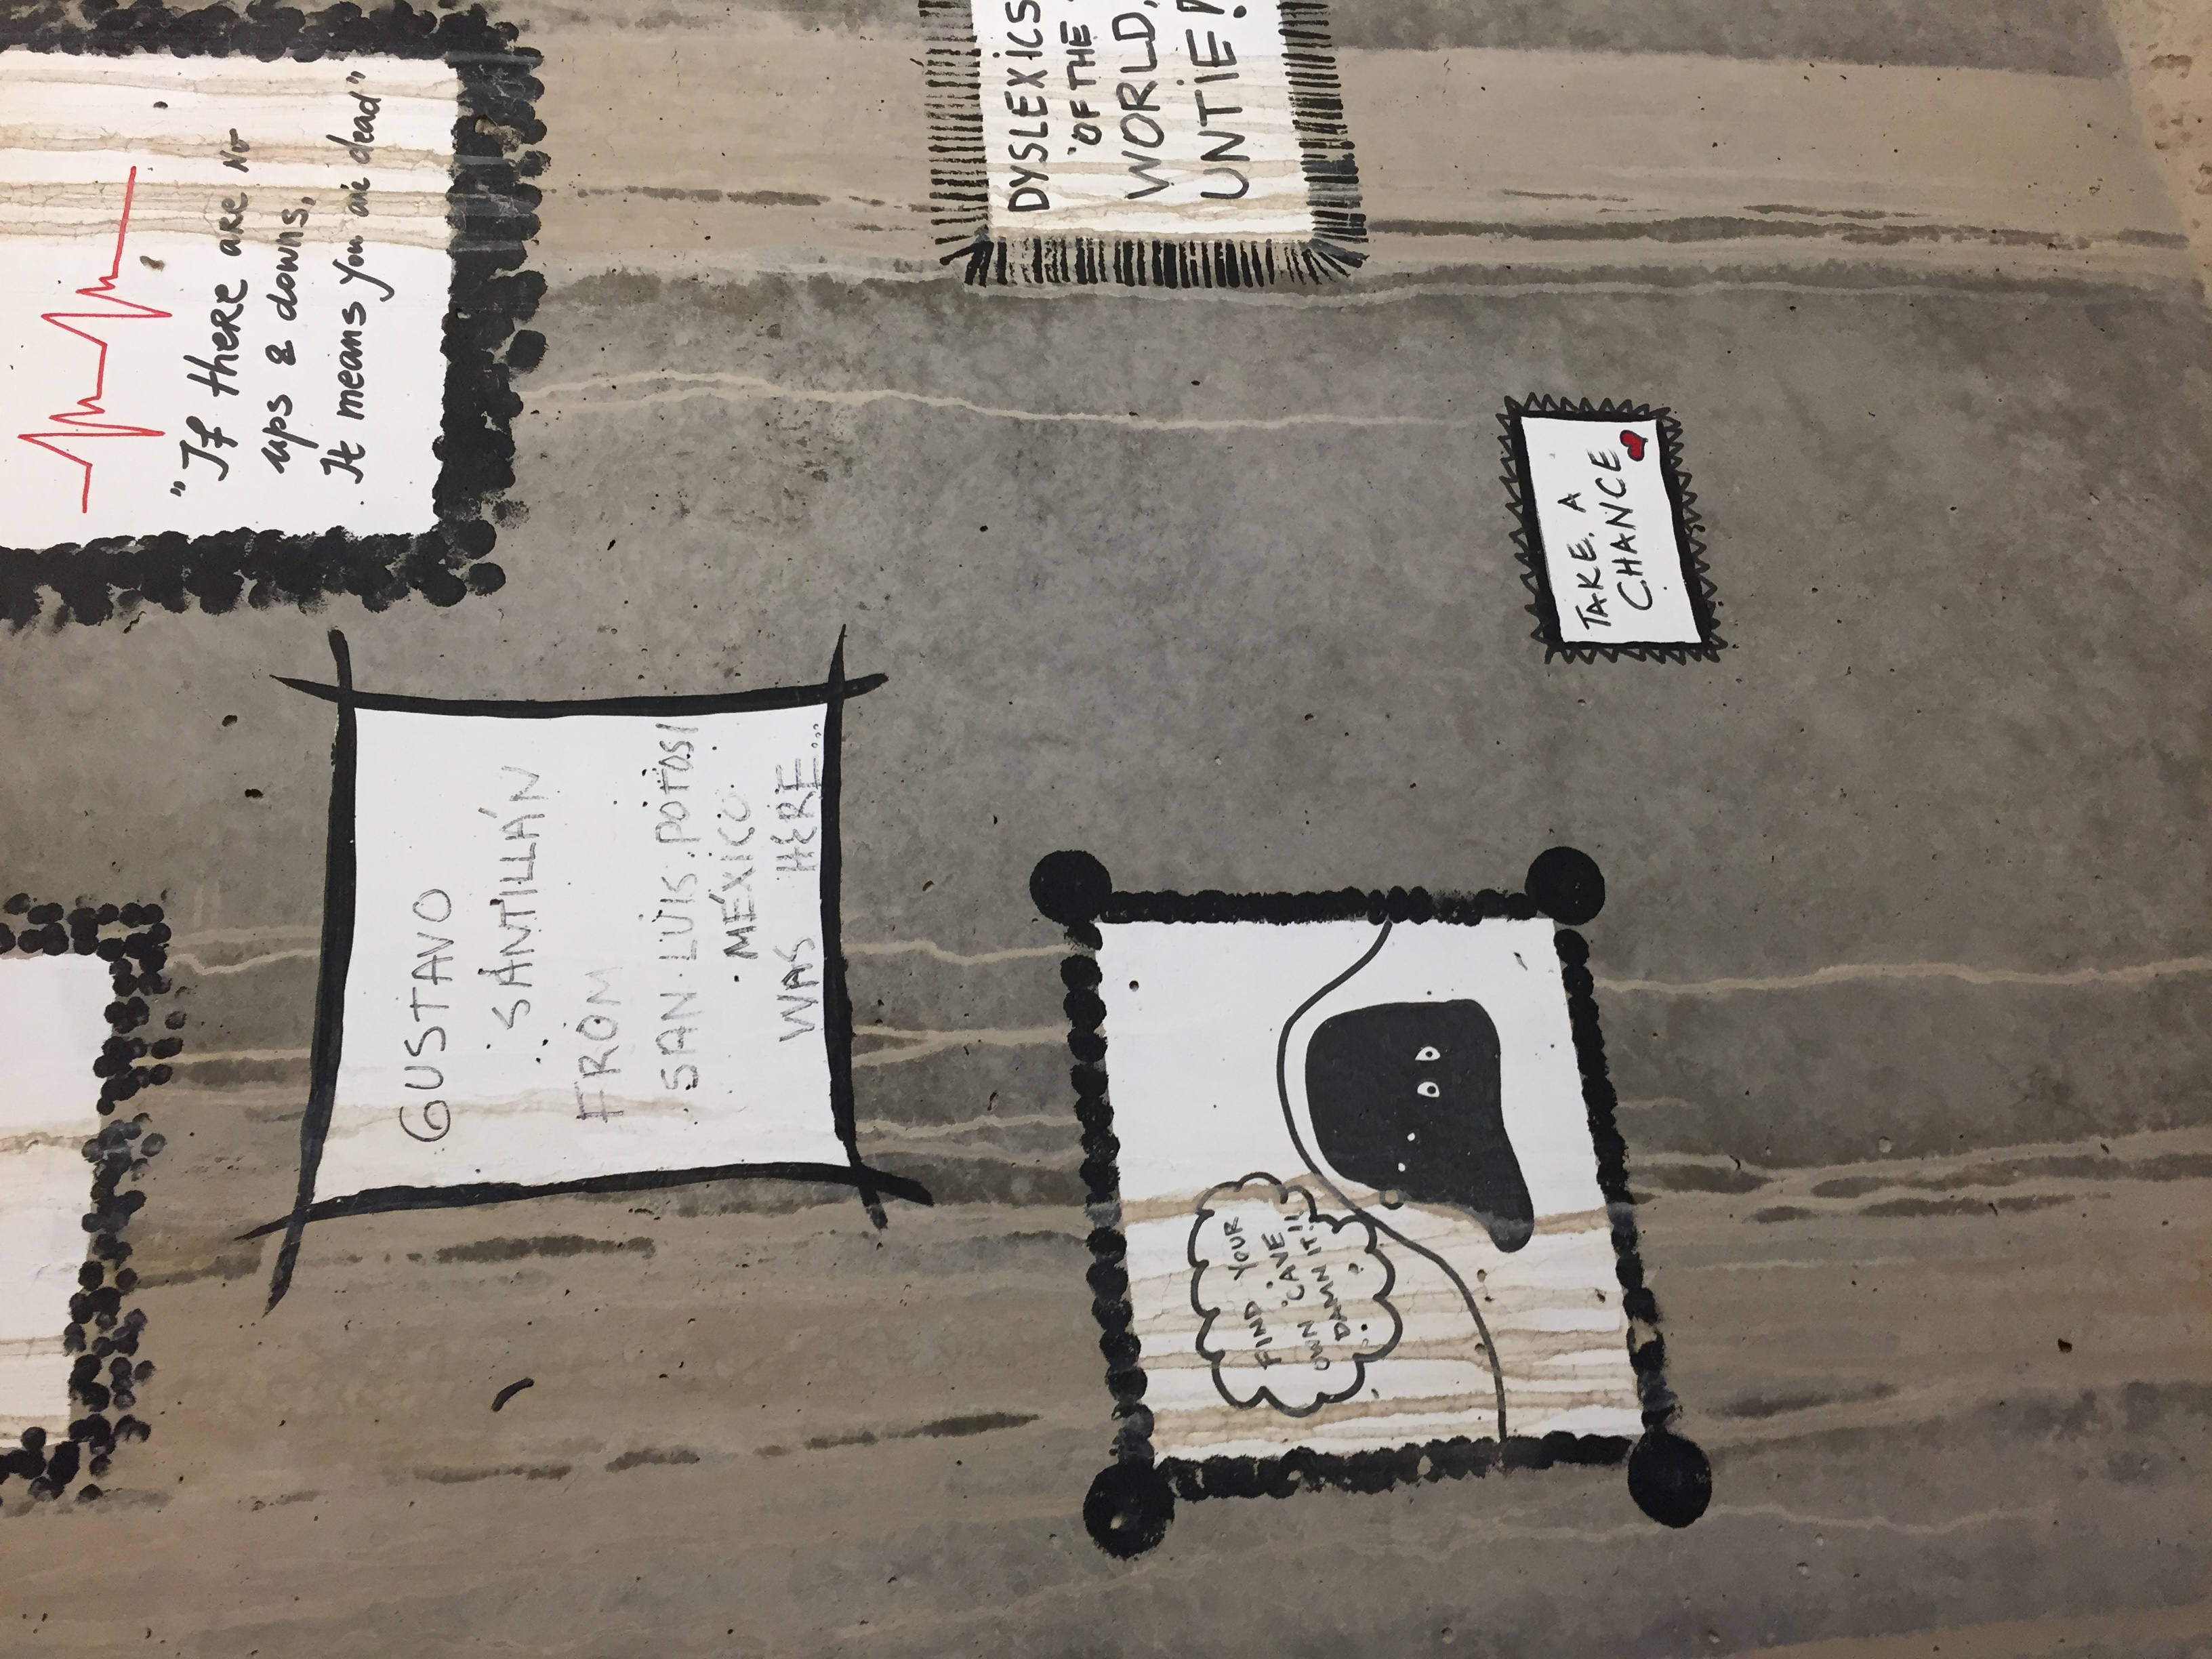 "If there are no
ups & downs,
It means you are dead"
GUSTAVO
SANTILLÁN
FROM
SAN LUIS POTOSI
MÉXICO
WAS HERE...
DYSLEXICS
OF THE
WORLD,
UNTIE!
FIND YOUR
OWN CAVE
DAMN IT!!
TAKE A
CHANCE